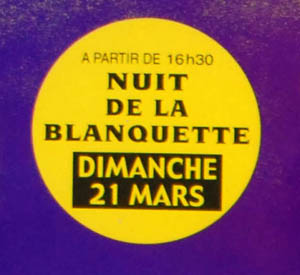 A PARTIR DE 16h30
NUIT
DE LA
BLANQUETTE
DIMANCHE
21 MARS